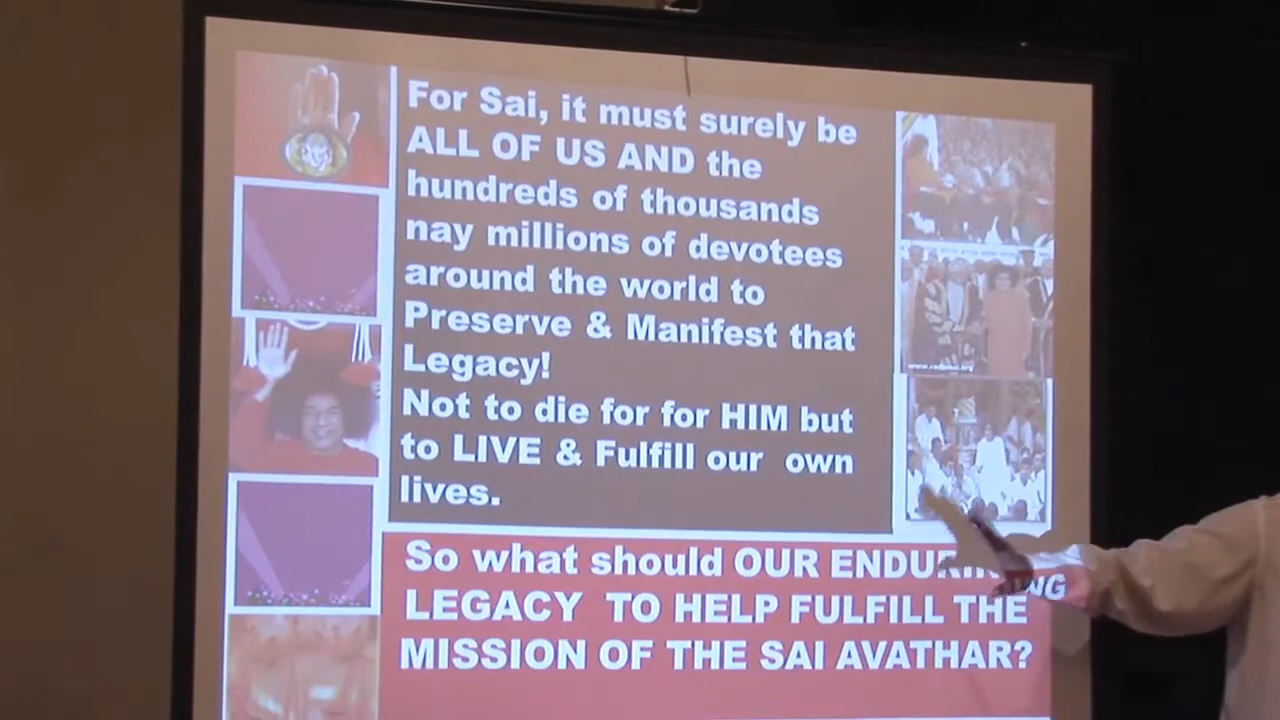 For Sai, it must surely be
ALL OF US AND the
hundreds of thousands
nay millions of devotees
around the world to
Preserve & Manifest that
Legacy!
Not to die for for HIM but
to LIVE & Fulfill our own
lives.
So what should OUR ENDURING
LEGACY TO HELP FULFILL THE
MISSION OF THE SAI AVATHAR?